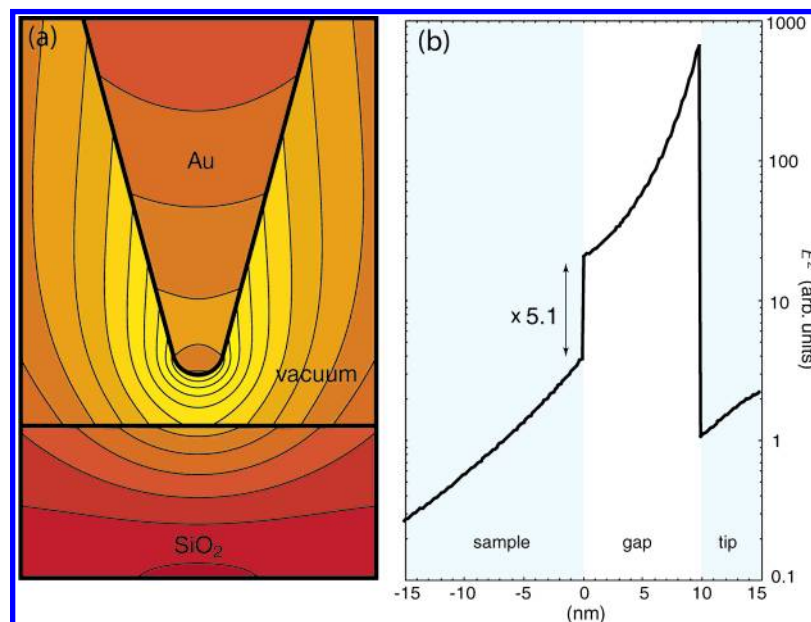 (a)
Au
vacuum
SiO₂
(b)
1000
100
10
1
0.1
(arb. units)
x 5.1
sample
gap
tip
-15
-10
-5
0
5
10
15
(nm)